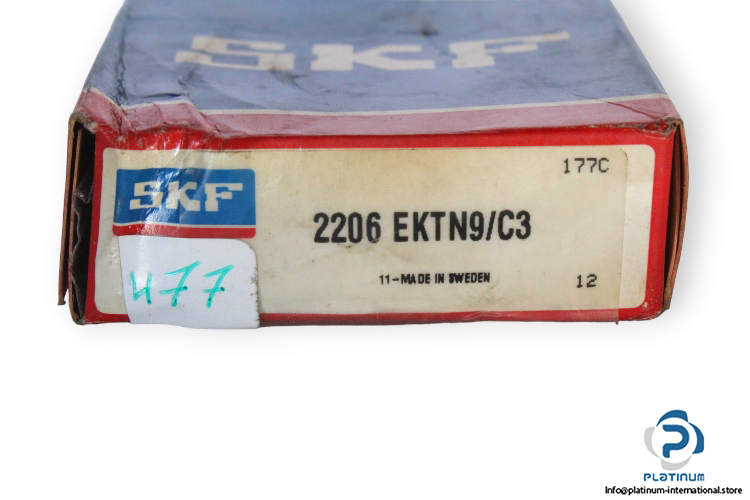 SKF
177C
SKF
2206 EKTN9/C3
11-MADE IN SWEDEN
12
477
PLATINUM
Info@platinum-international.store